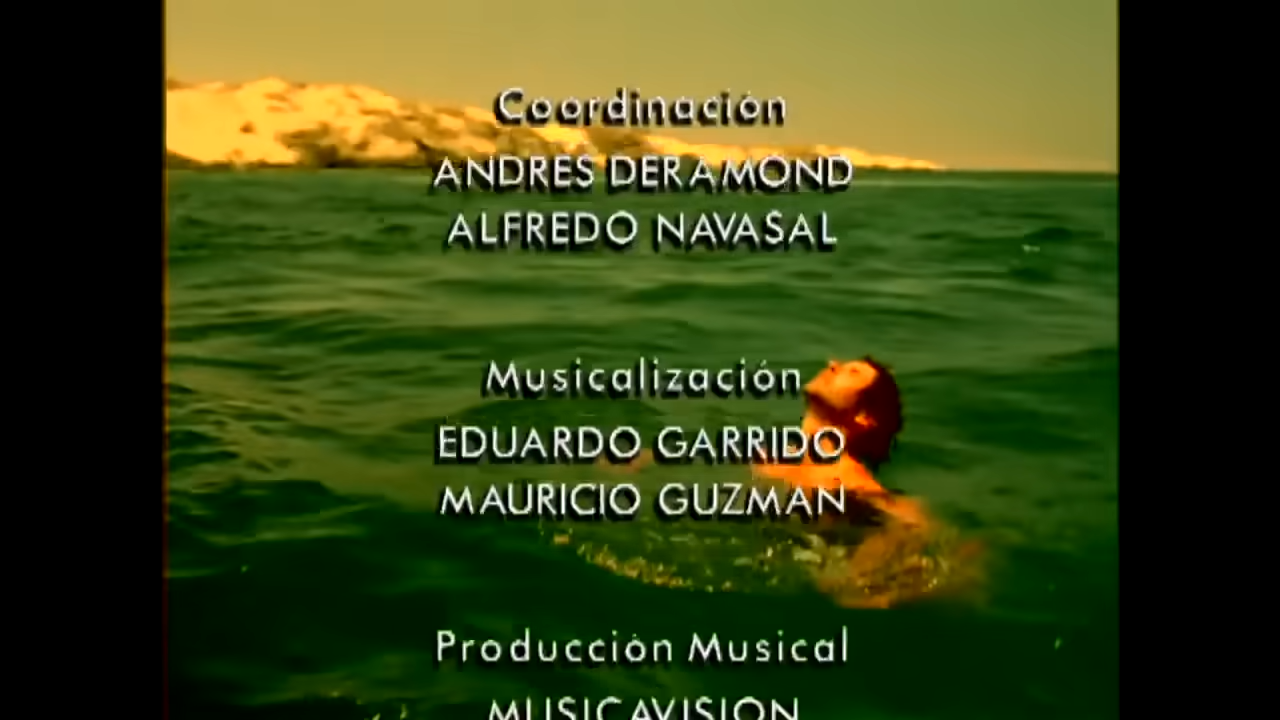 Coordinación
ANDRES DERAMOND
ALFREDO NAVASAL
Musicalización
EDUARDO GARRIDO
MAURICIO GUZMAN
Producción Musical
MUSICAVISION